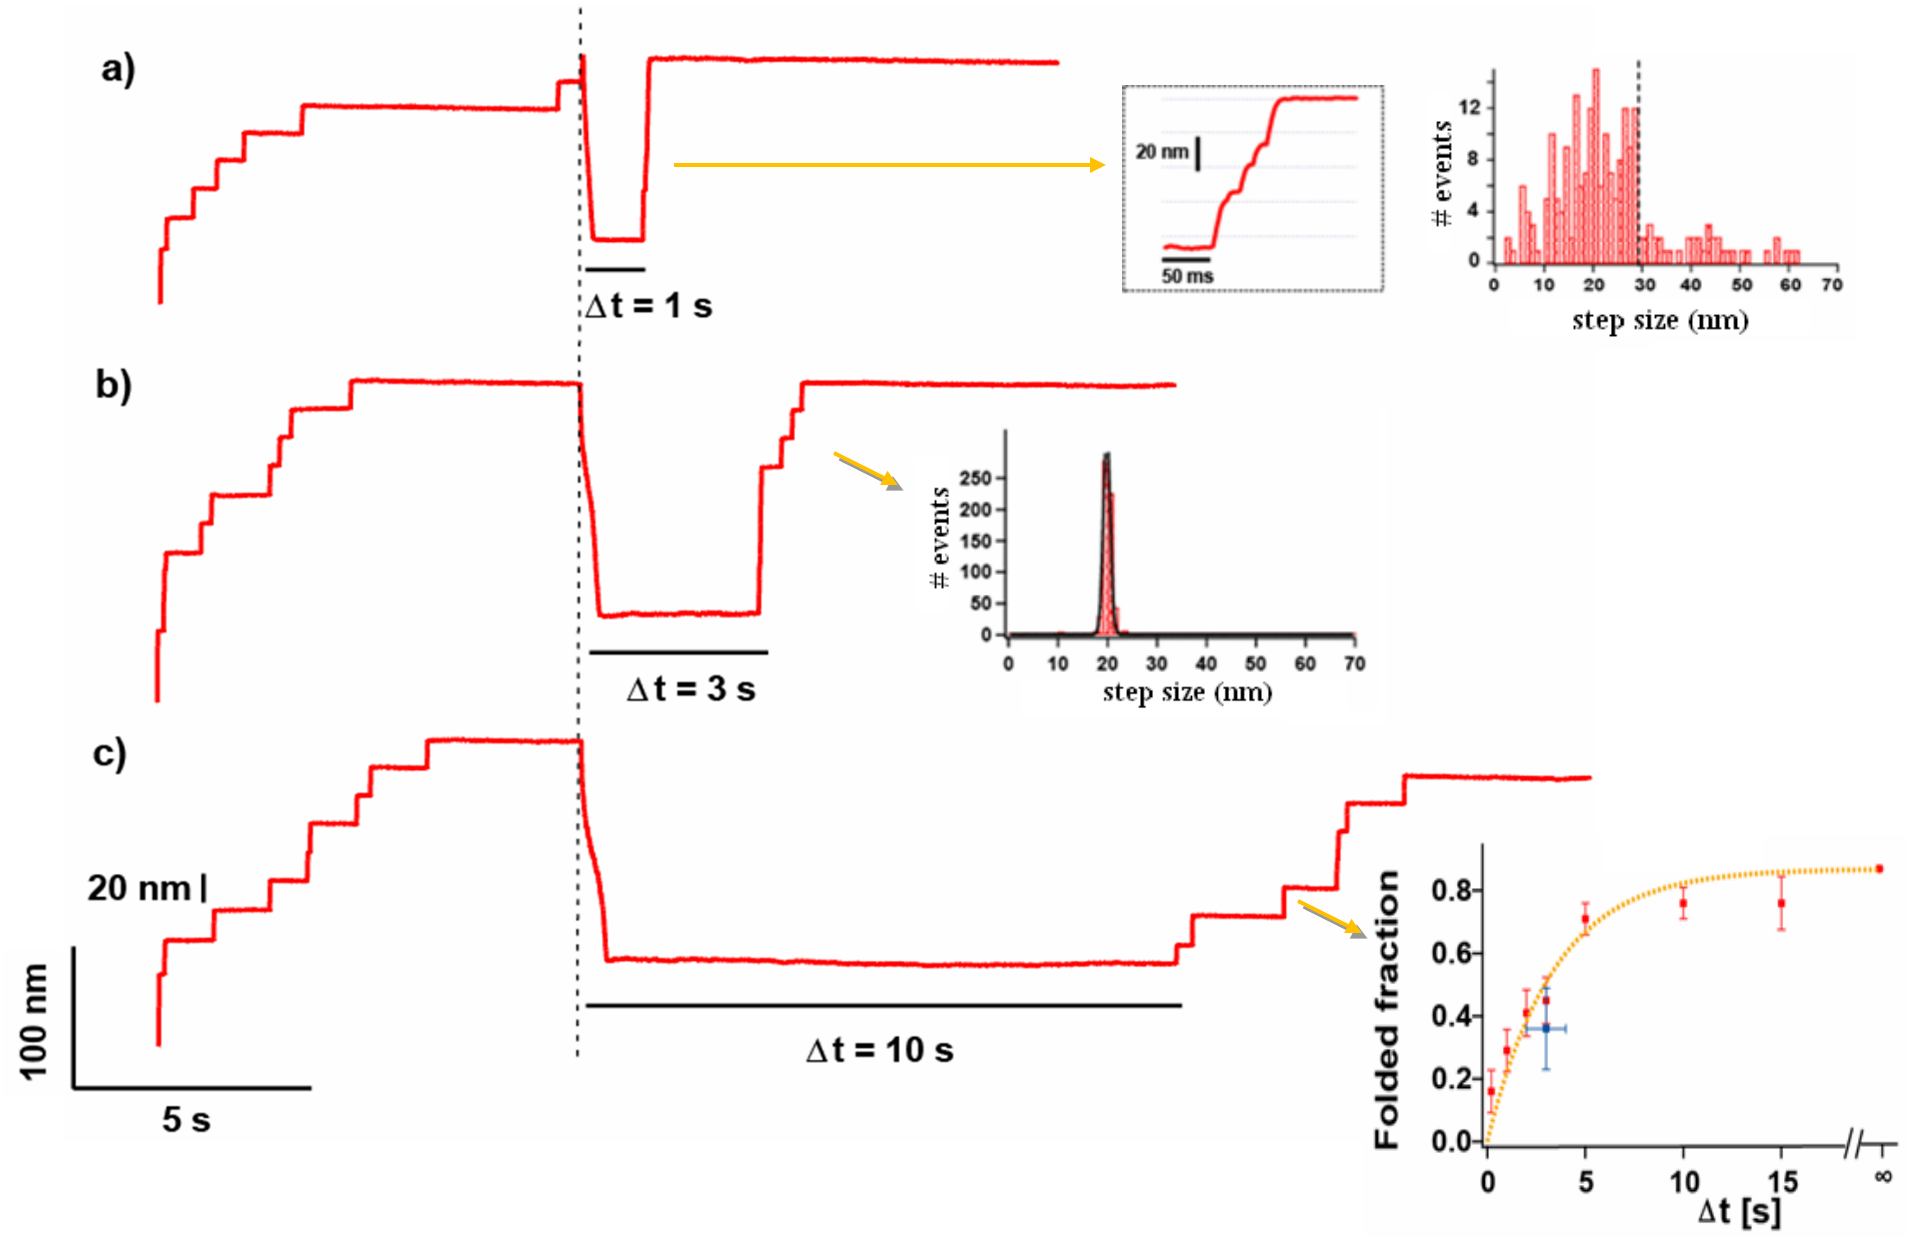 a)
Δt = 1 s
20 nm
50 ms
# events
12
8
4
0
0 10 20 30 40 50 60 70
step size (nm)
b)
Δt = 3 s
# events
250
200
150
100
50
0
0 10 20 30 40 50 60 70
step size (nm)
c)
20 nm
100 nm
5 s
Δt = 10 s
Folded fraction
0.8
0.6
0.4
0.2
0.0
0 5 10 15 ∞
Δt [s]